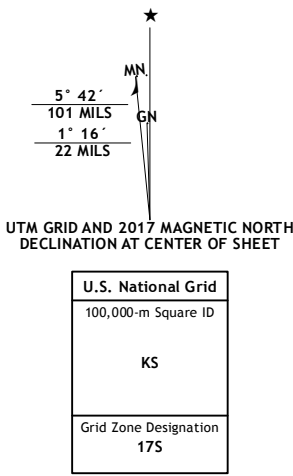 ★
MN.
GN
5° 42´
101 MILS
1° 16´
22 MILS
UTM GRID AND 2017 MAGNETIC NORTH
DECLINATION AT CENTER OF SHEET
U.S. National Grid
100,000-m Square ID
KS
Grid Zone Designation
17S